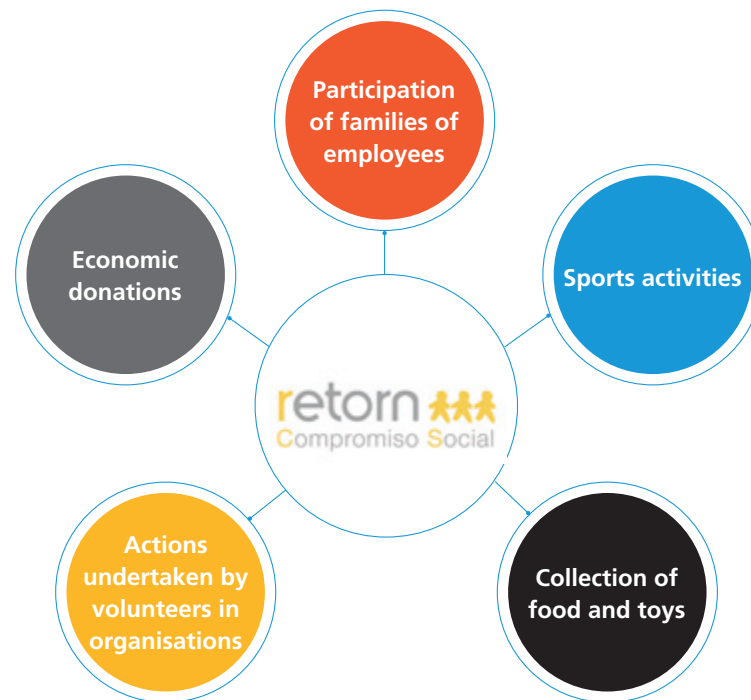 Participation
of families of
employees
Economic
donations
Sports activities
retorn
Compromiso Social
Actions
undertaken by
volunteers in
organisations
Collection of
food and toys